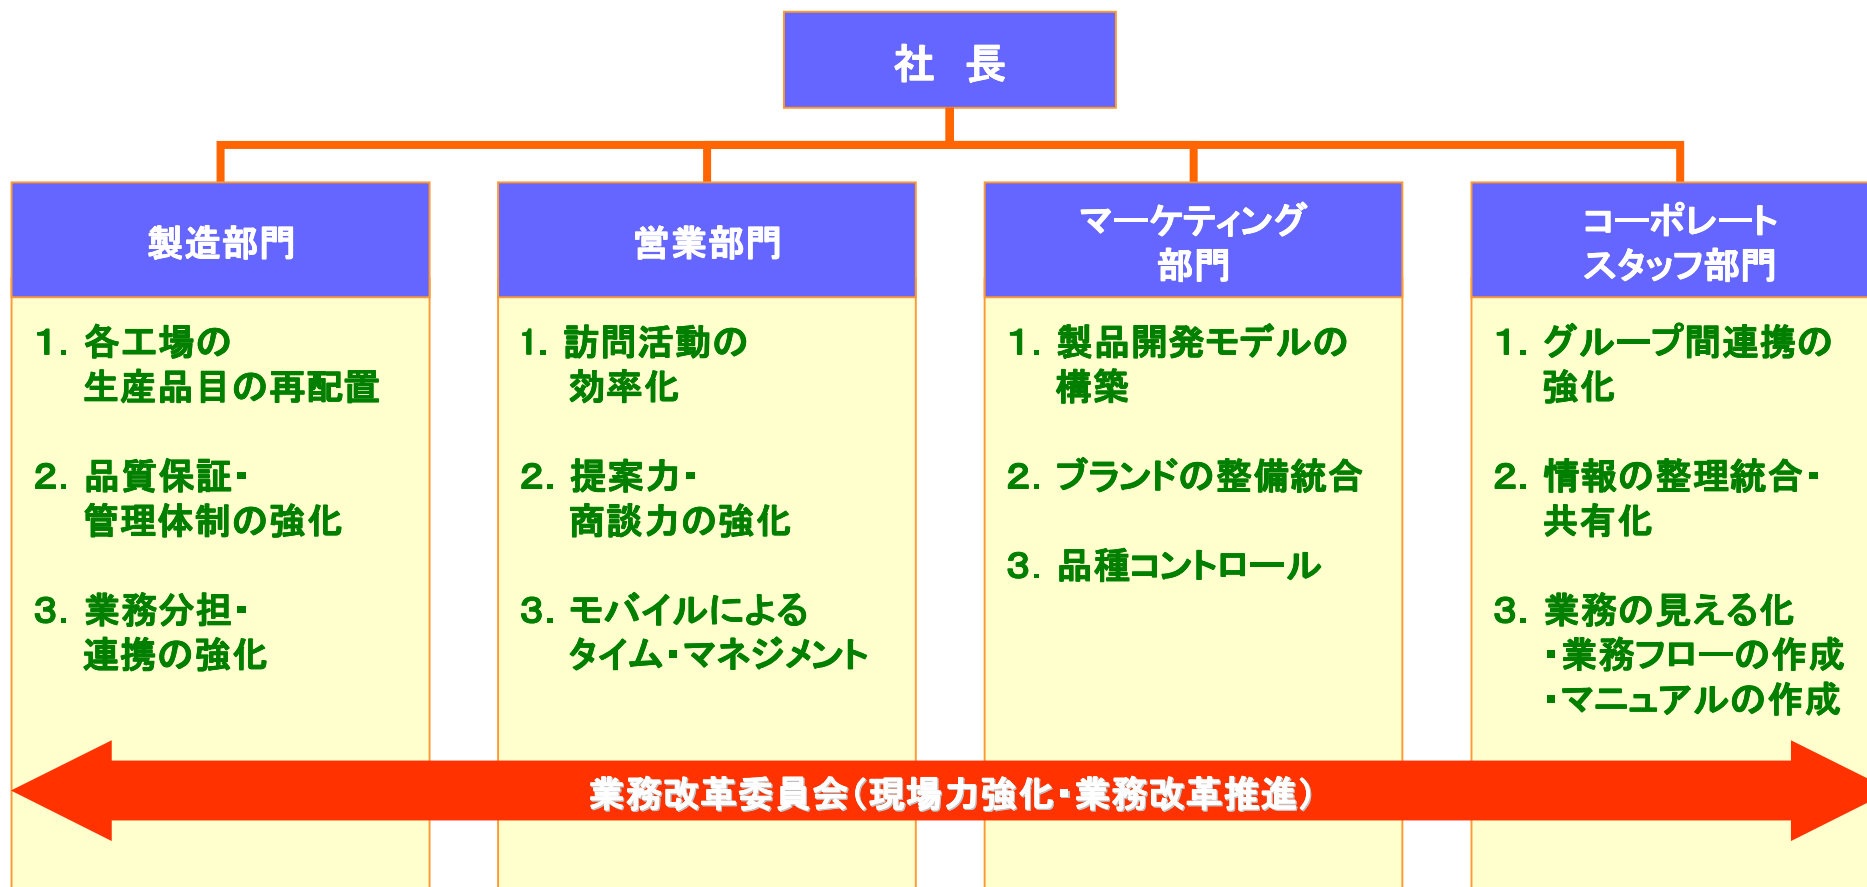 社　長
製造部門
1. 各工場の
生産品目の再配置
2. 品質保証・
管理体制の強化
3. 業務分担・
連携の強化
営業部門
1. 訪問活動の
効率化
2. 提案力・
商談力の強化
3. モバイルによる
タイム・マネジメント
マーケティング
部門
1. 製品開発モデルの
構築
2. ブランドの整備統合
3. 品種コントロール
コーポレート
スタッフ部門
1. グループ間連携の
強化
2. 情報の整理統合・
共有化
3. 業務の見える化
・業務フローの作成
・マニュアルの作成
業務改革委員会（現場力強化・業務改革推進）